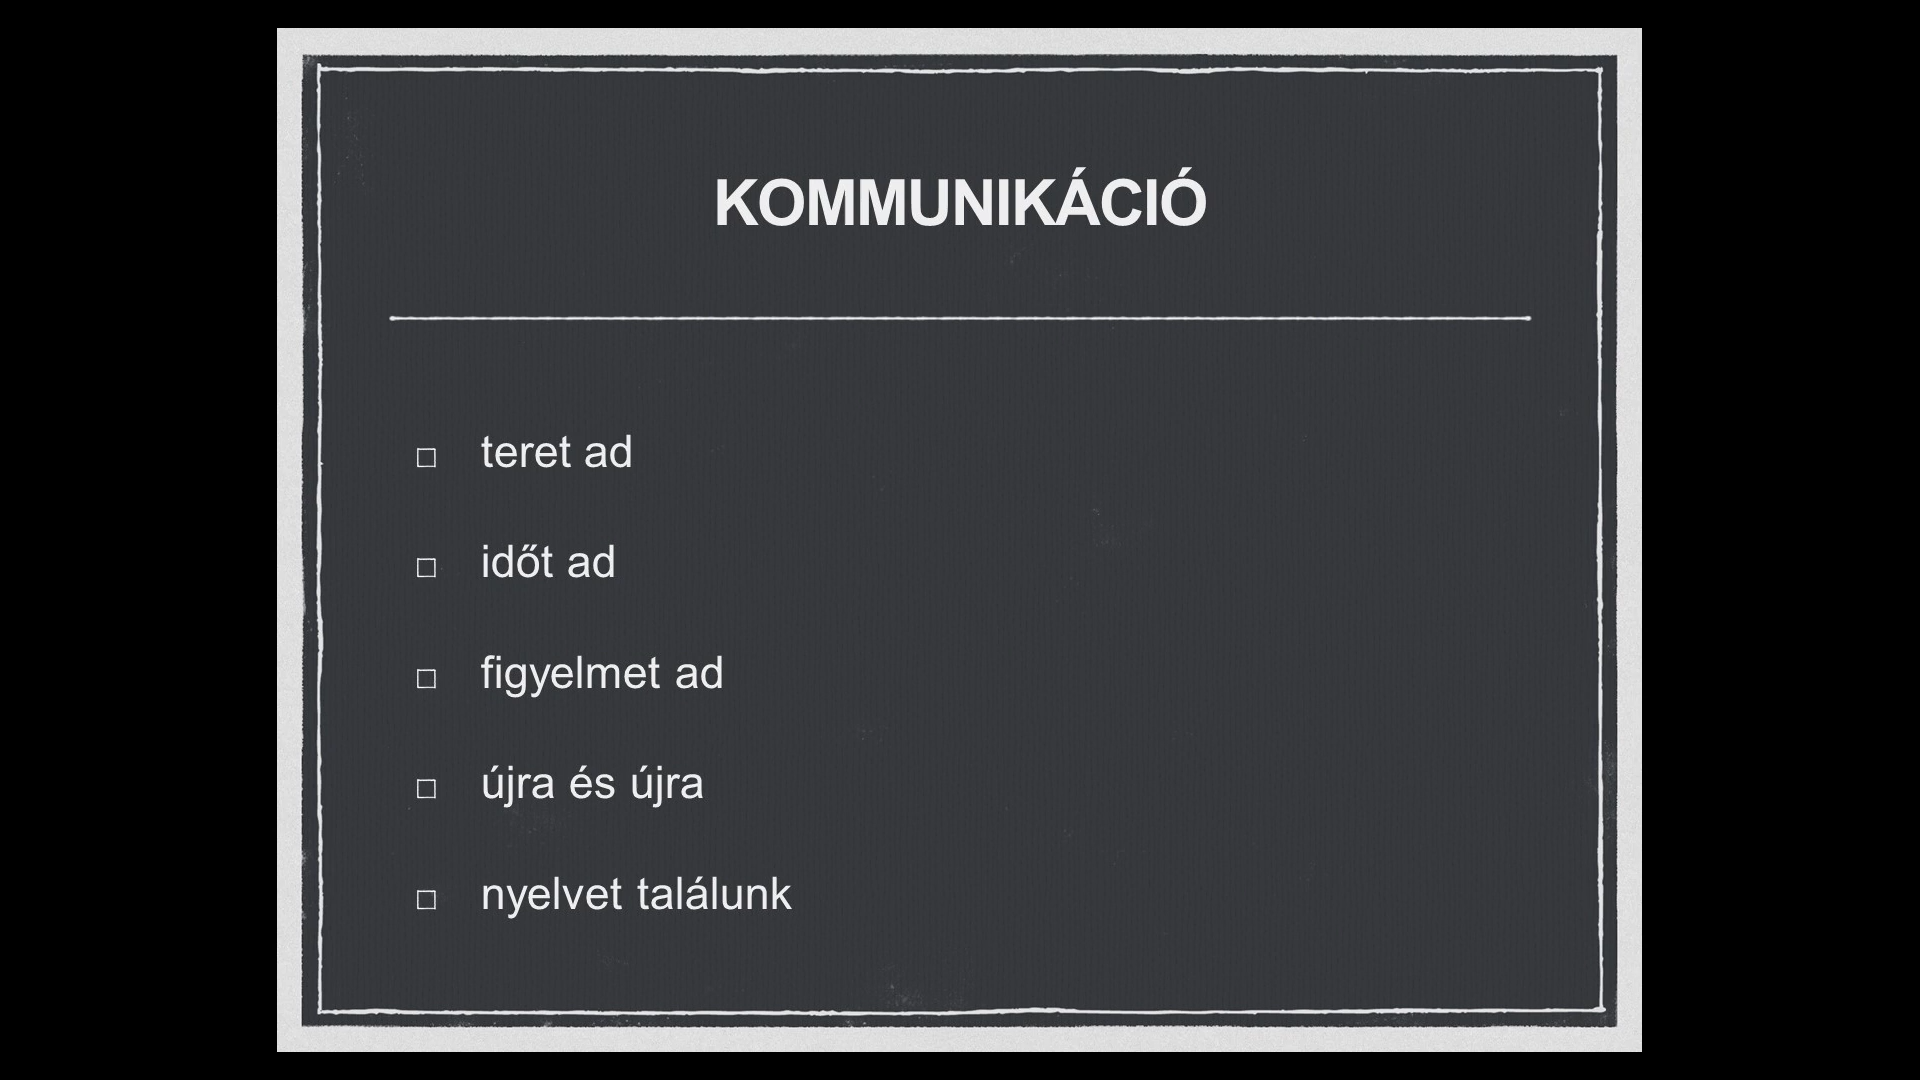 KOMMUNIKÁCIÓ
teret ad
időt ad
figyelmet ad
újra és újra
nyelvet találunk